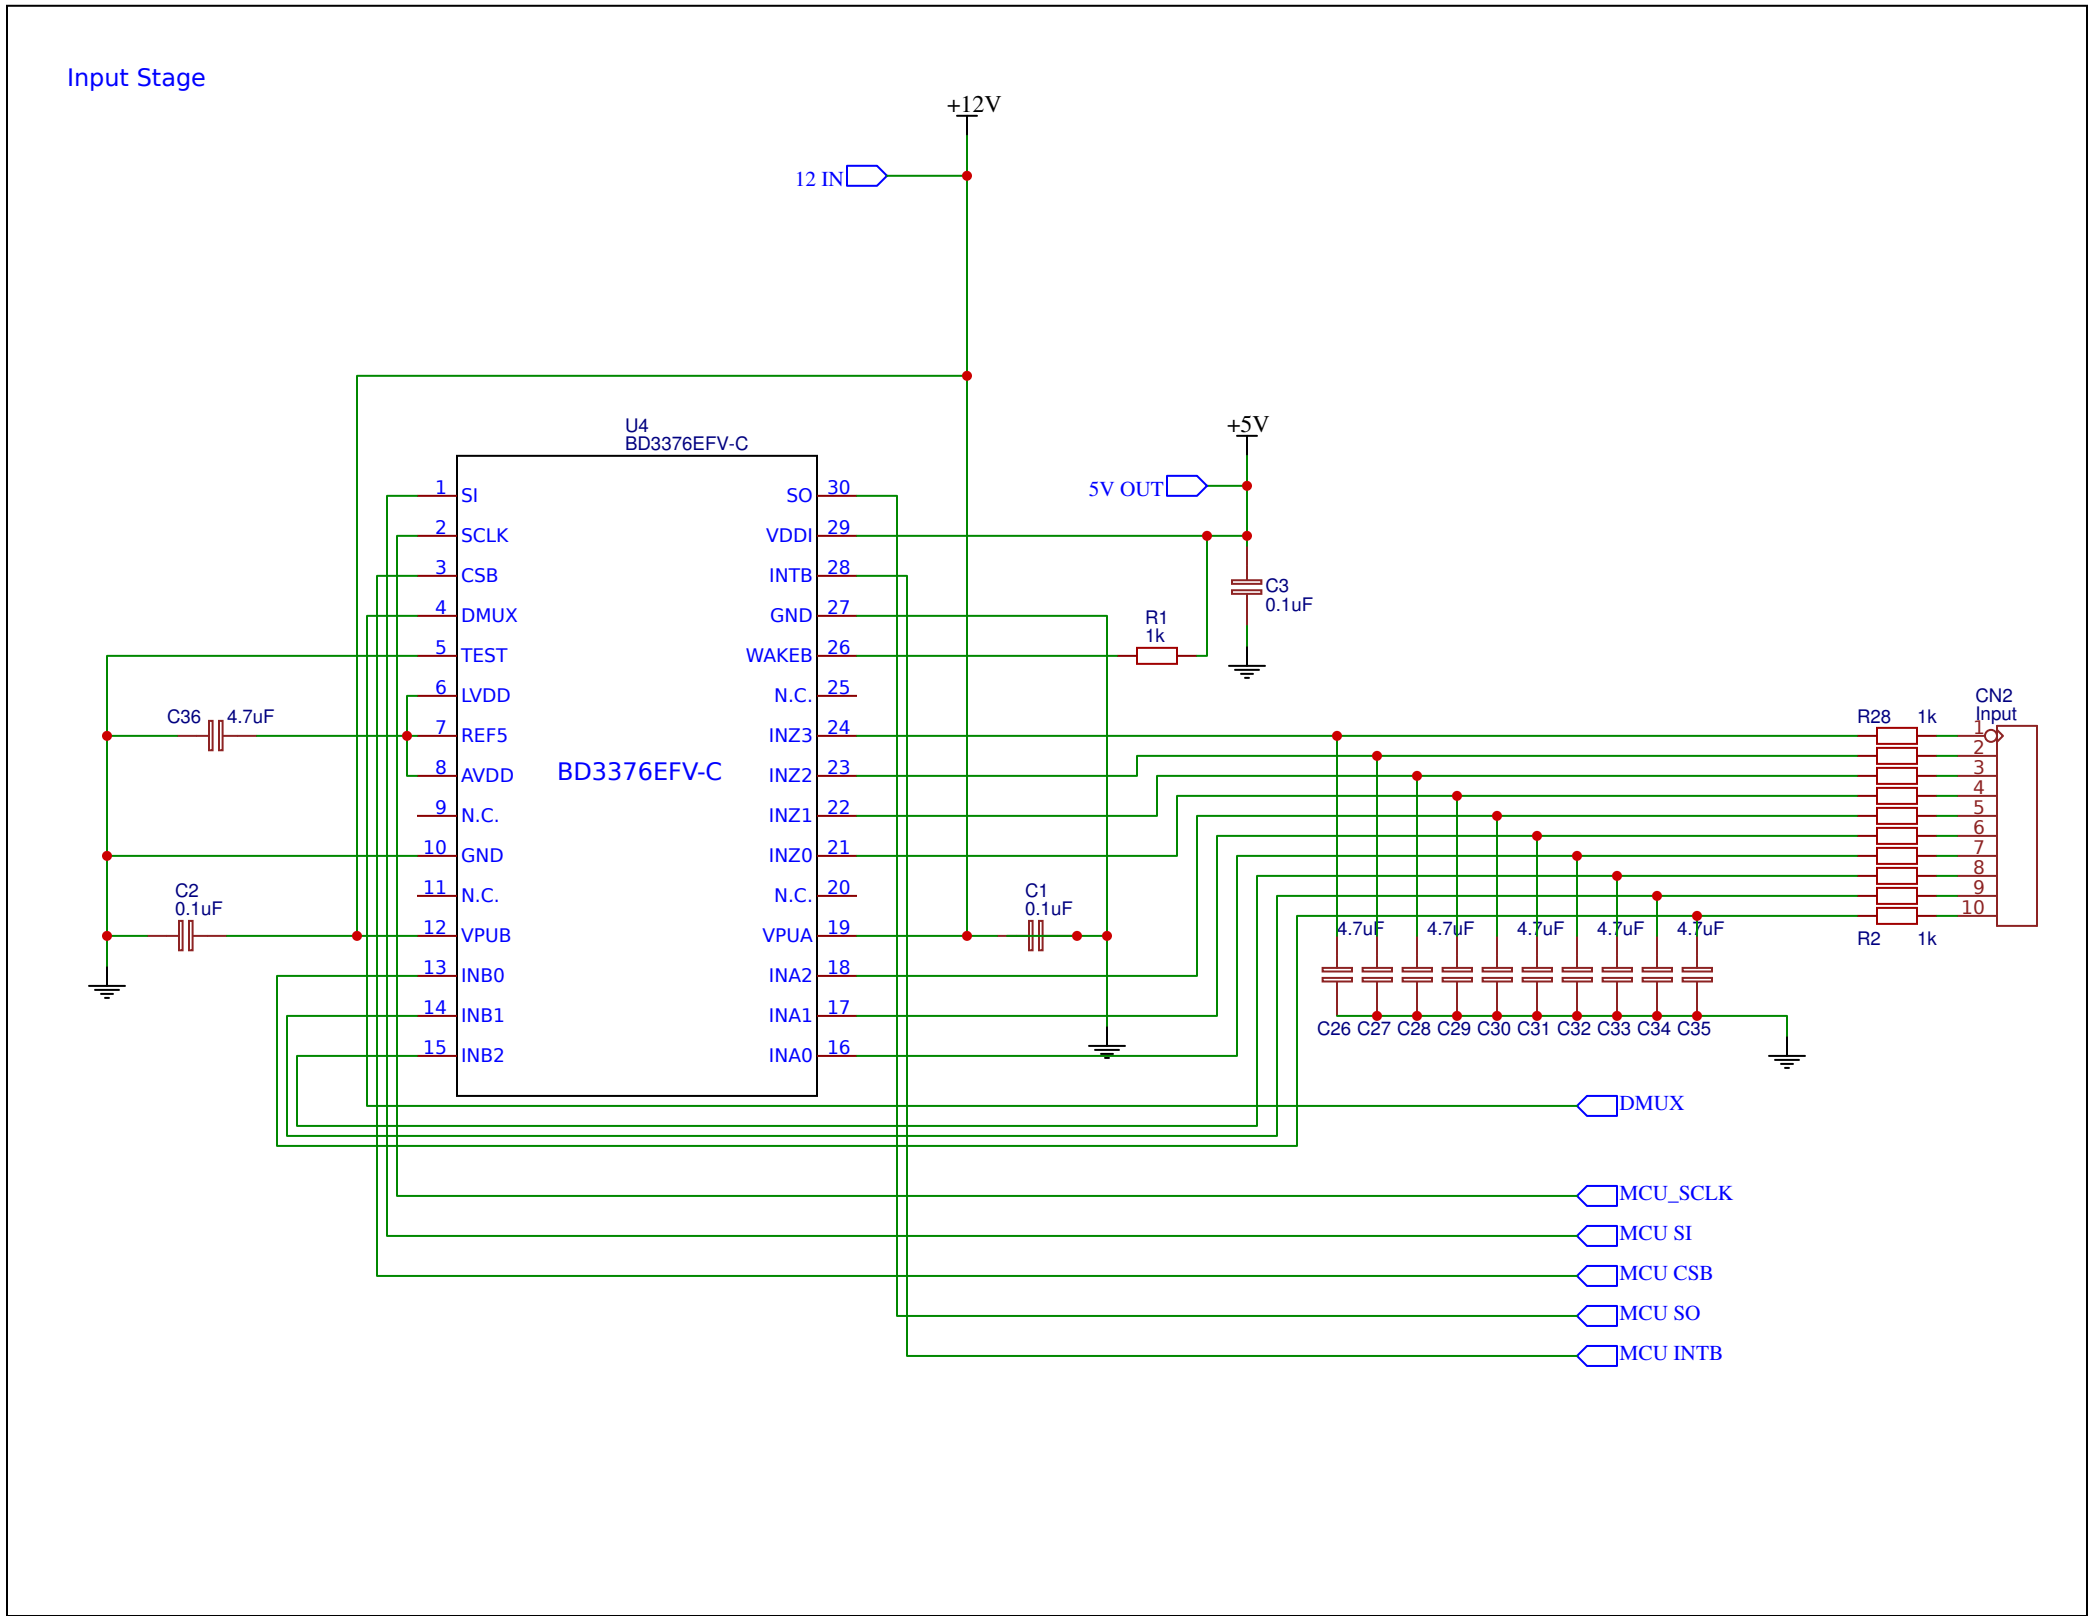 Input Stage
+12V
12 IN
U4
BD3376EFV-C
+5V
5V OUT
1 SI
2 SCLK
3 CSB
4 DMUX
5 TEST
6 LVDD
7 REF5
8 AVDD
9 N.C.
10 GND
11 N.C.
12 VPUB
13 INB0
14 INB1
15 INB2
BD3376EFV-C
SO 30
VDDI 29
INTB 28
GND 27
WAKEB 26
N.C. 25
INZ3 24
INZ2 23
INZ1 22
INZ0 21
N.C. 20
VPUA 19
INA2 18
INA1 17
INA0 16
C36 4.7uF
C2
0.1uF
C1
0.1uF
R1
1k
C3
0.1uF
CN2
Input
R28 1k
1
2
3
4
5
6
7
8
9
10
R2 1k
4.7uF 4.7uF 4.7uF 4.7uF 4.7uF
C26 C27 C28 C29 C30 C31 C32 C33 C34 C35
DMUX
MCU_SCLK
MCU SI
MCU CSB
MCU SO
MCU INTB